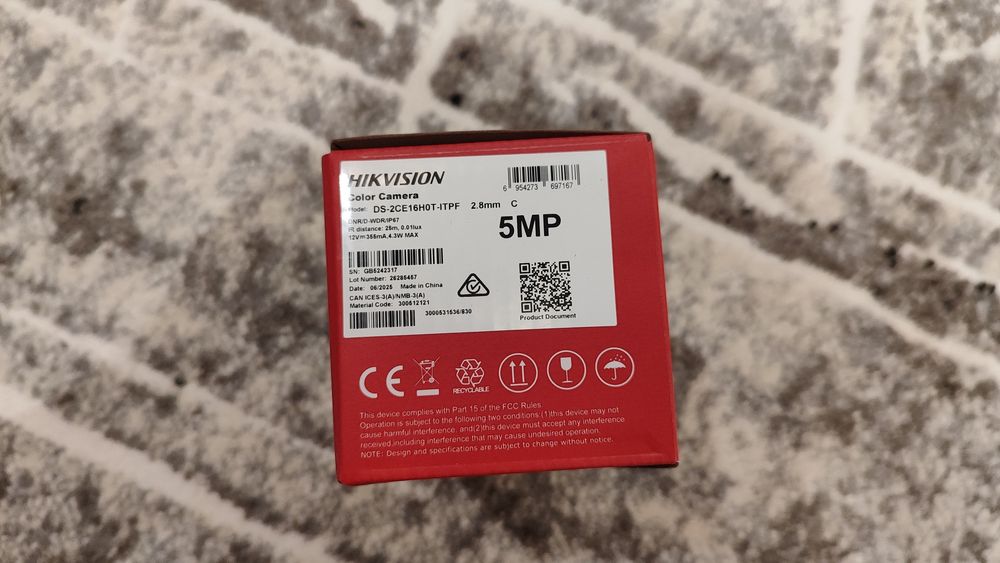 HIKVISION
Color Camera
Model: DS-2CE16H0T-ITPF 2.8mm C
DNR/D-WDR/IP67
IR distance: 25m, 0.01lux
12V⎓355mA,4.3W MAX
6 954273 697167
5MP
SN: GB5242317
Lot Number: 25285457
Date: 06/2025 Made in China
CAN ICES-3(A)/NMB-3(A)
Material Code: 300512121
3000531536/830
Product Document
CE
RECYCLABLE
This device complies with Part 15 of the FCC Rules.
Operation is subject to the following two conditions:(1)this device may not
cause harmful interference, and(2)this device must accept any interference
received,including interference that may cause undesired operation.
NOTE: Design and specifications are subject to change without notice.